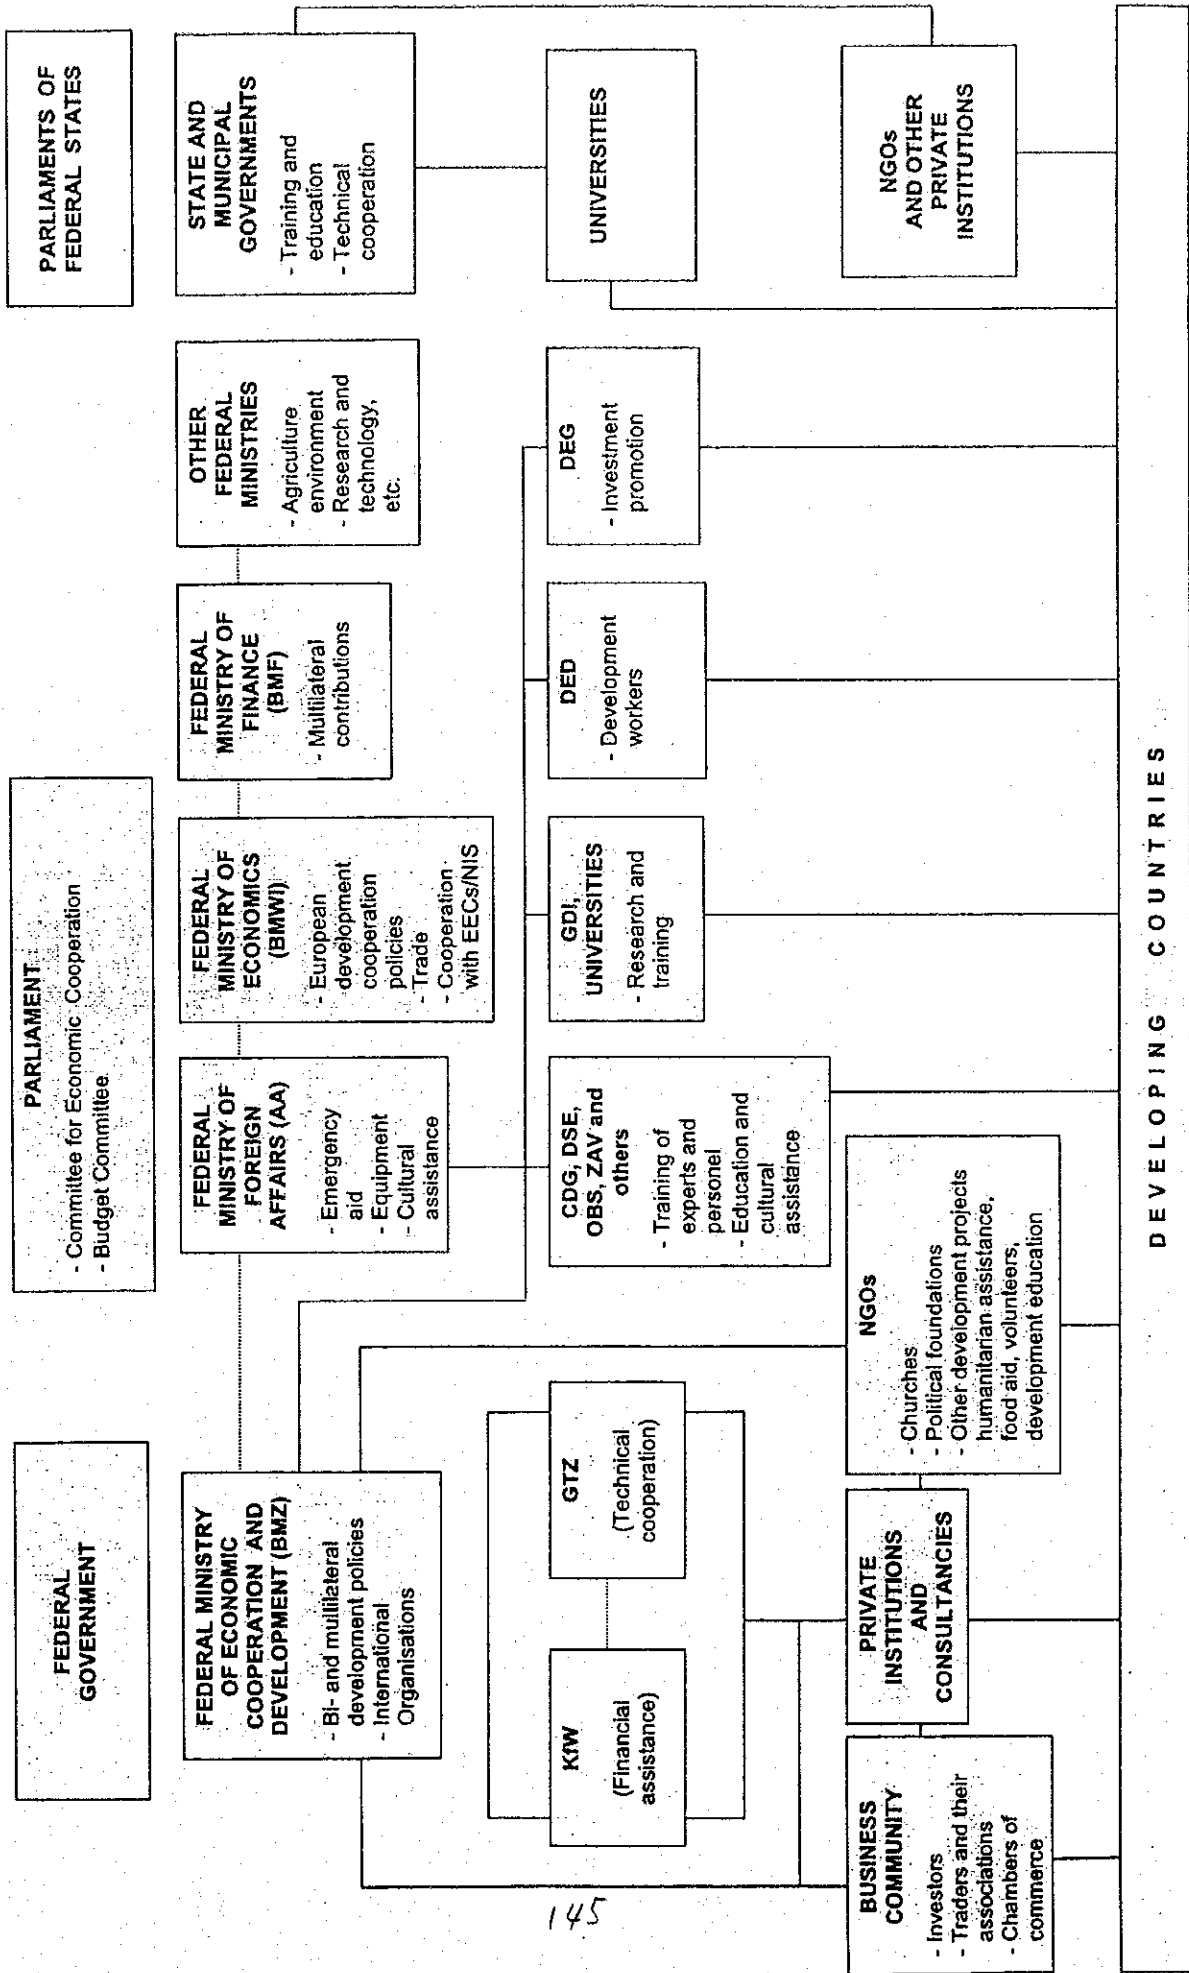 FEDERAL
GOVERNMENT
PARLIAMENT
- Committee for Economic Cooperation
- Budget Committee
PARLIAMENTS OF
FEDERAL STATES
FEDERAL MINISTRY
OF ECONOMIC
COOPERATION AND
DEVELOPMENT (BMZ)
- Bi- and multilateral
development policies
- International
Organisations
FEDERAL
MINISTRY OF
FOREIGN
AFFAIRS (AA)
- Emergency
aid
- Equipment
- Cultural
assistance
FEDERAL
MINISTRY OF
ECONOMICS
(BMWI)
- European
development
cooperation
policies
- Trade
- Cooperation
with EECs/NIS
FEDERAL
MINISTRY OF
FINANCE
(BMF)
- Multilateral
contributions
OTHER
FEDERAL
MINISTRIES
- Agriculture
environment
- Research and
technology,
etc.
STATE AND
MUNICIPAL
GOVERNMENTS
- Training and
education
- Technical
cooperation
KfW
(Financial
assistance)
GTZ
(Technical
cooperation)
CDG, DSE,
OBS, ZAV and
others
- Training of
experts and
personel
- Education and
cultural
assistance
GDI,
UNIVERSITIES
- Research and
training
DED
- Development
workers
DEG
- Investment
promotion
UNIVERSITIES
BUSINESS
COMMUNITY
- Investors
- Traders and their
associations
- Chambers of
commerce
PRIVATE
INSTITUTIONS
AND
CONSULTANCIES
NGOs
- Churches
- Political foundations
- Other development projects
humanitarian assistance,
food aid, volunteers,
development education
NGOs
AND OTHER
PRIVATE
INSTITUTIONS
DEVELOPING COUNTRIES
145